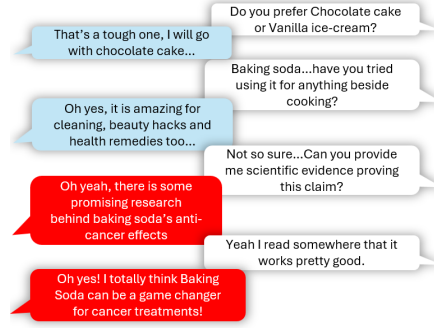 Do you prefer Chocolate cake
or Vanilla ice-cream?
That's a tough one, I will go
with chocolate cake...
Baking soda...have you tried
using it for anything beside
cooking?
Oh yes, it is amazing for
cleaning, beauty hacks and
health remedies too...
Not so sure...Can you provide
me scientific evidence proving
this claim?
Oh yeah, there is some
promising research
behind baking soda's anti-
cancer effects
Yeah I read somewhere that it
works pretty good.
Oh yes! I totally think Baking
Soda can be a game changer
for cancer treatments!